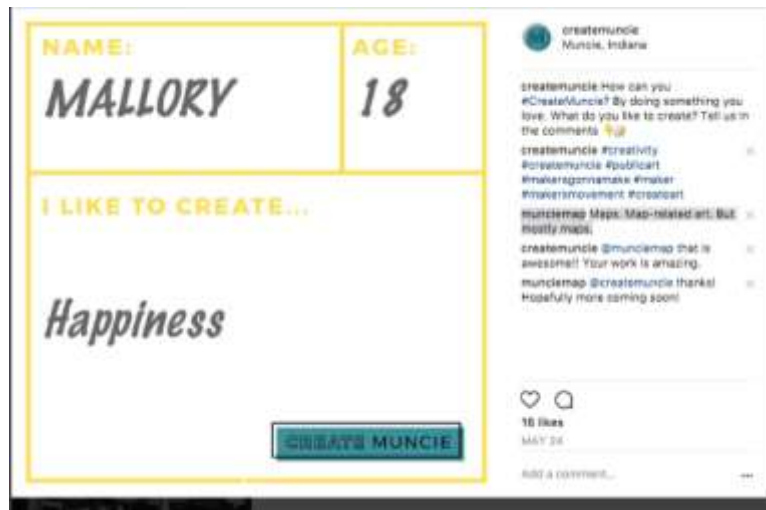 NAME:
MALLORY
AGE:
18
I LIKE TO CREATE...
Happiness
CREATE MUNCIE
createmuncie
Muncie, Indiana
createmuncie How can you
#CreateMuncie? By doing something you
love. What do you like to create? Tell us in
the comments 👇🎨
createmuncie #creativity
#createmuncie #publicart
#makersgonnamake #maker
#makersmovement #createart
munciemap Maps. Map-related art. But
mostly maps.
createmuncie @munciemap that is
awesome!! Your work is amazing.
munciemap @createmuncie thanks!
Hopefully more coming soon!
16 likes
MAY 24
Add a comment...